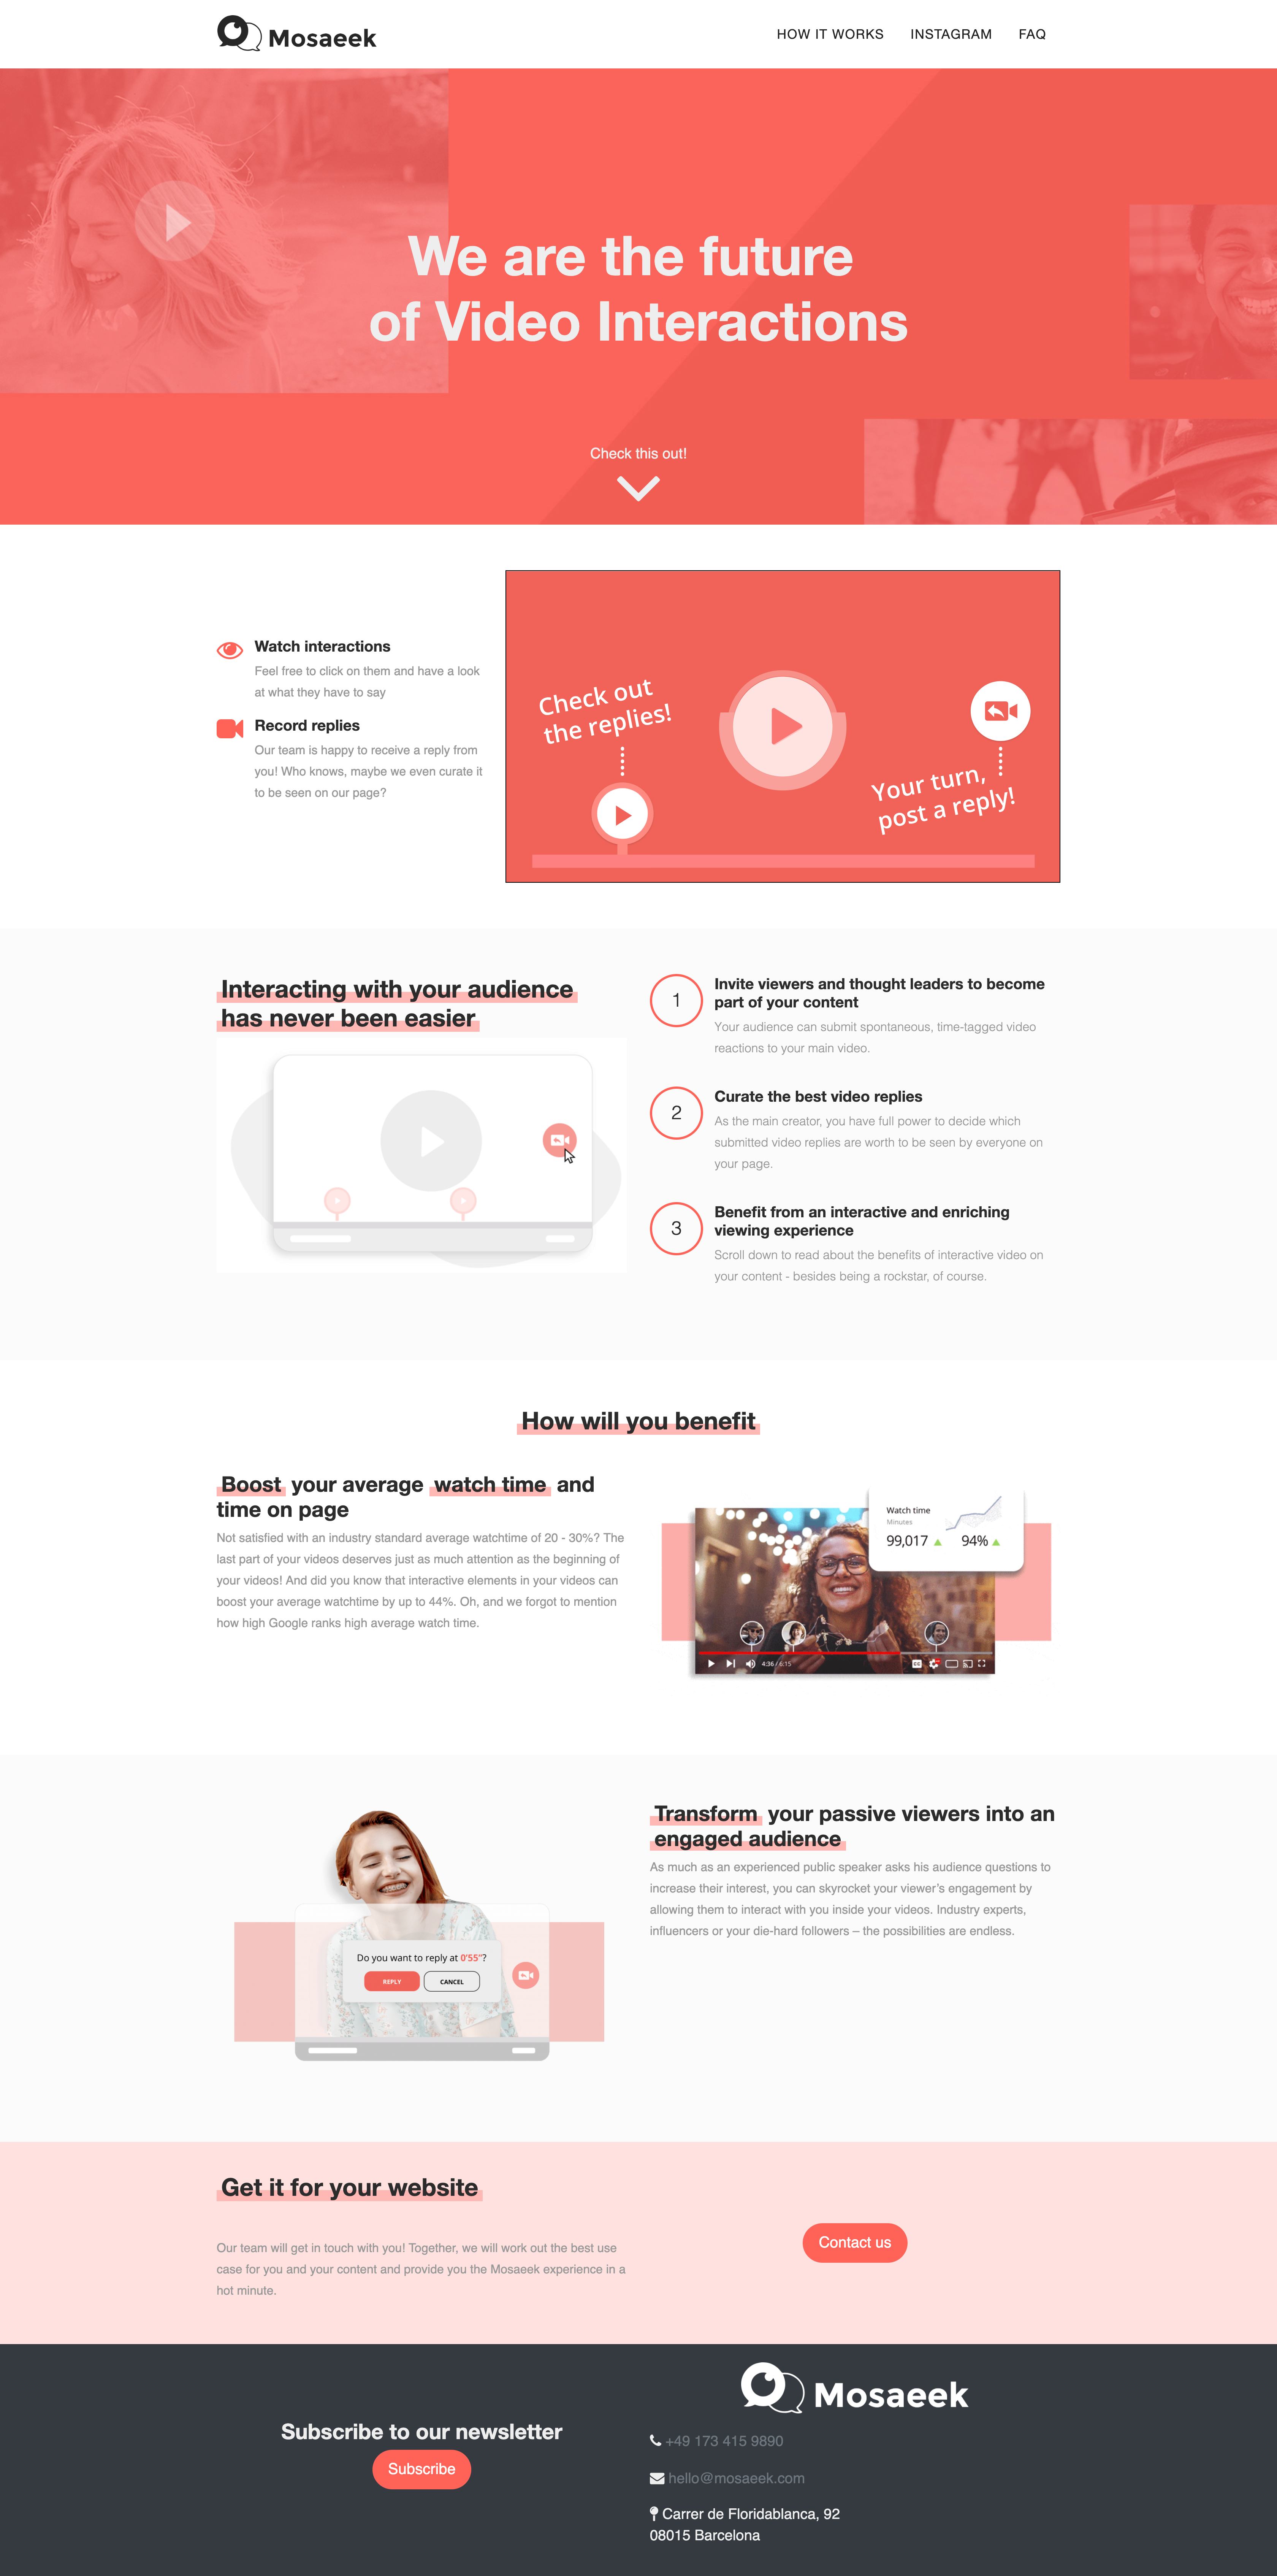 Mosaeek
HOW IT WORKS
INSTAGRAM
FAQ
We are the future
of Video Interactions
Check this out!
Watch interactions
Feel free to click on them and have a look
at what they have to say
Record replies
Our team is happy to receive a reply from
you! Who knows, maybe we even curate it
to be seen on our page?
Check out
the replies!
Your turn,
post a reply!
Interacting with your audience
has never been easier
1
Invite viewers and thought leaders to become
part of your content
Your audience can submit spontaneous, time-tagged video
reactions to your main video.
2
Curate the best video replies
As the main creator, you have full power to decide which
submitted video replies are worth to be seen by everyone on
your page.
3
Benefit from an interactive and enriching
viewing experience
Scroll down to read about the benefits of interactive video on
your content - besides being a rockstar, of course.
How will you benefit
Boost your average watch time and
time on page
Not satisfied with an industry standard average watchtime of 20 - 30%? The
last part of your videos deserves just as much attention as the beginning of
your videos! And did you know that interactive elements in your videos can
boost your average watchtime by up to 44%. Oh, and we forgot to mention
how high Google ranks high average watch time.
Watch time
Minutes
99,017
94%
4:36 / 6:15
CC
Transform your passive viewers into an
engaged audience
As much as an experienced public speaker asks his audience questions to
increase their interest, you can skyrocket your viewer's engagement by
allowing them to interact with you inside your videos. Industry experts,
influencers or your die-hard followers – the possibilities are endless.
Do you want to reply at 0'55"?
REPLY
CANCEL
Get it for your website
Our team will get in touch with you! Together, we will work out the best use
case for you and your content and provide you the Mosaeek experience in a
hot minute.
Contact us
Subscribe to our newsletter
Subscribe
Mosaeek
+49 173 415 9890
hello@mosaeek.com
Carrer de Floridablanca, 92
08015 Barcelona